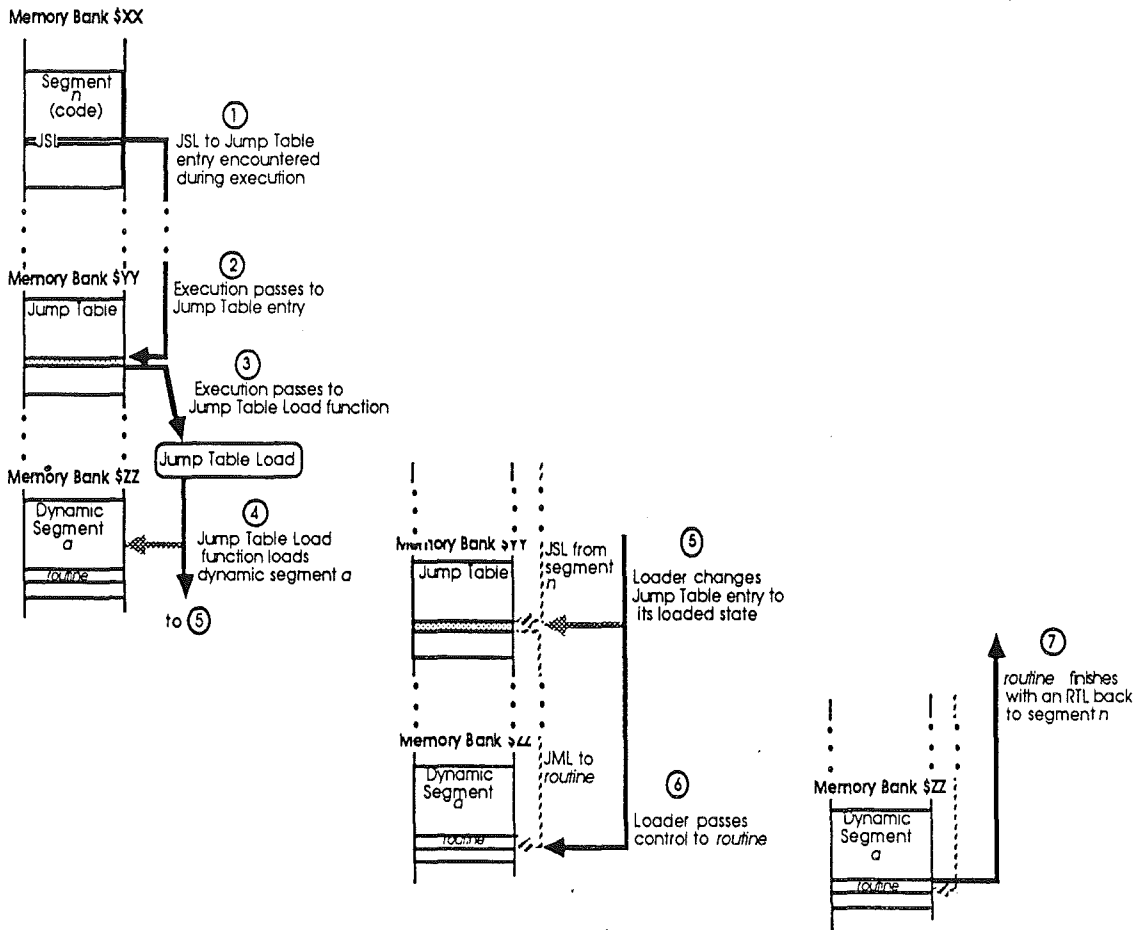 Memory Bank $XX
Segment
n
(code)
JSL
1
JSL to Jump Table
entry encountered
during execution
Memory Bank $YY
Jump Table
2
Execution passes to
Jump Table entry
3
Execution passes to
Jump Table Load function
Jump Table Load
Memory Bank $ZZ
Dynamic
Segment
a
routine
4
Jump Table Load
function loads
dynamic segment a
to 5
Memory Bank $YY
Jump Table
JSL from
segment
n
5
Loader changes
Jump Table entry to
its loaded state
Memory Bank $ZZ
Dynamic
Segment
a
routine
JML to
routine
6
Loader passes
control to routine
7
routine finishes
with an RTL back
to segment n
Memory Bank $ZZ
Dynamic
Segment
a
routine